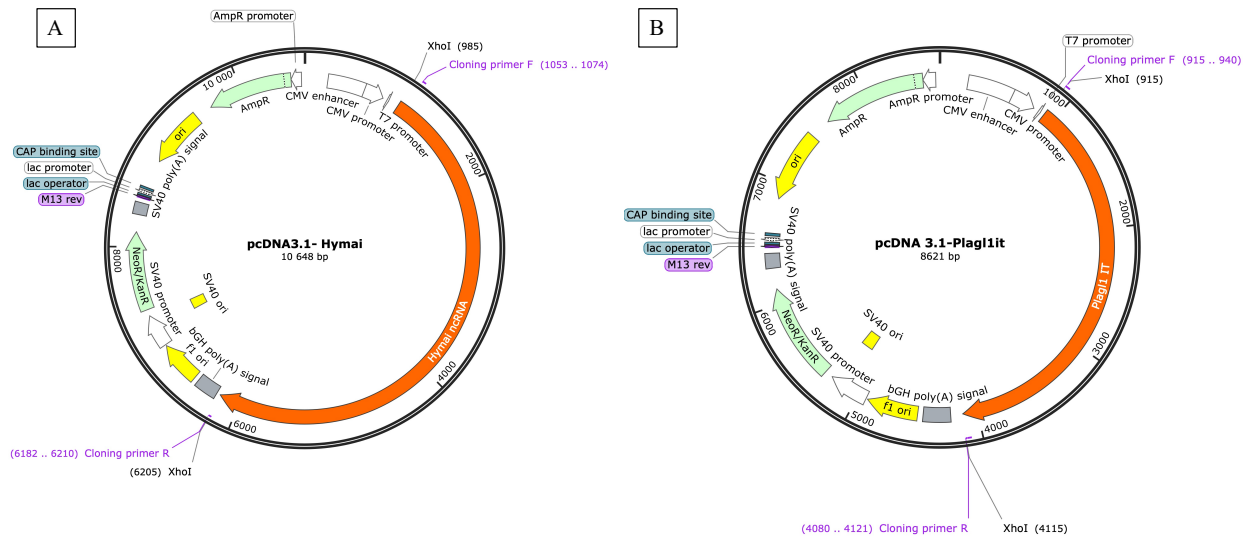 A
AmpR promoter
XhoI (985)
Cloning primer F (1053 .. 1074)
10 000
AmpR
CMV enhancer
CMV promoter
T7 promoter
2000
ori
SV40 poly(A) signal
CAP binding site
lac promoter
lac operator
M13 rev
pcDNA3.1- Hymai
10 648 bp
8000
NeoR/KanR
SV40 promoter
SV40 ori
Hymai ncRNA
bGH poly(A) signal
f1 ori
4000
6000
(6182 .. 6210) Cloning primer R
(6205) XhoI
B
T7 promoter
Cloning primer F (915 .. 940)
XhoI (915)
1000
8000
AmpR promoter
AmpR
CMV enhancer
CMV promoter
ori
7000
2000
SV40 poly(A) signal
CAP binding site
lac promoter
lac operator
M13 rev
pcDNA 3.1-Plagl1it
8621 bp
Plagl1 IT
6000
NeoR/KanR
SV40 ori
SV40 promoter
3000
bGH poly(A) signal
f1 ori
5000
4000
(4080 .. 4121) Cloning primer R
XhoI (4115)